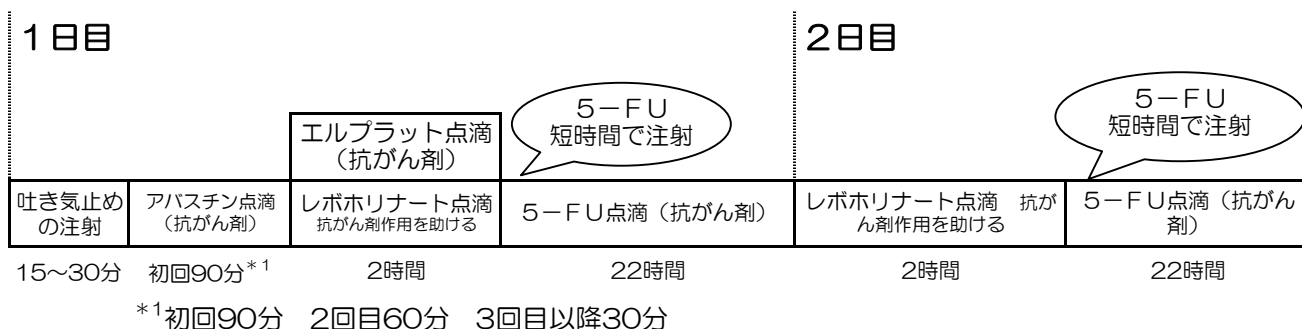 1日目
2日目
5-FU
短時間で注射
5-FU
短時間で注射
エルプラット点滴
（抗がん剤）
吐き気止め
の注射
アバスチン点滴
（抗がん剤）
レボホリナート点滴
抗がん剤作用を助ける
5-FU点滴（抗がん剤）
レボホリナート点滴　抗が
ん剤作用を助ける
5-FU点滴（抗がん
剤）
15～30分
初回90分*1
2時間
22時間
2時間
22時間
*1初回90分　2回目60分　3回目以降30分